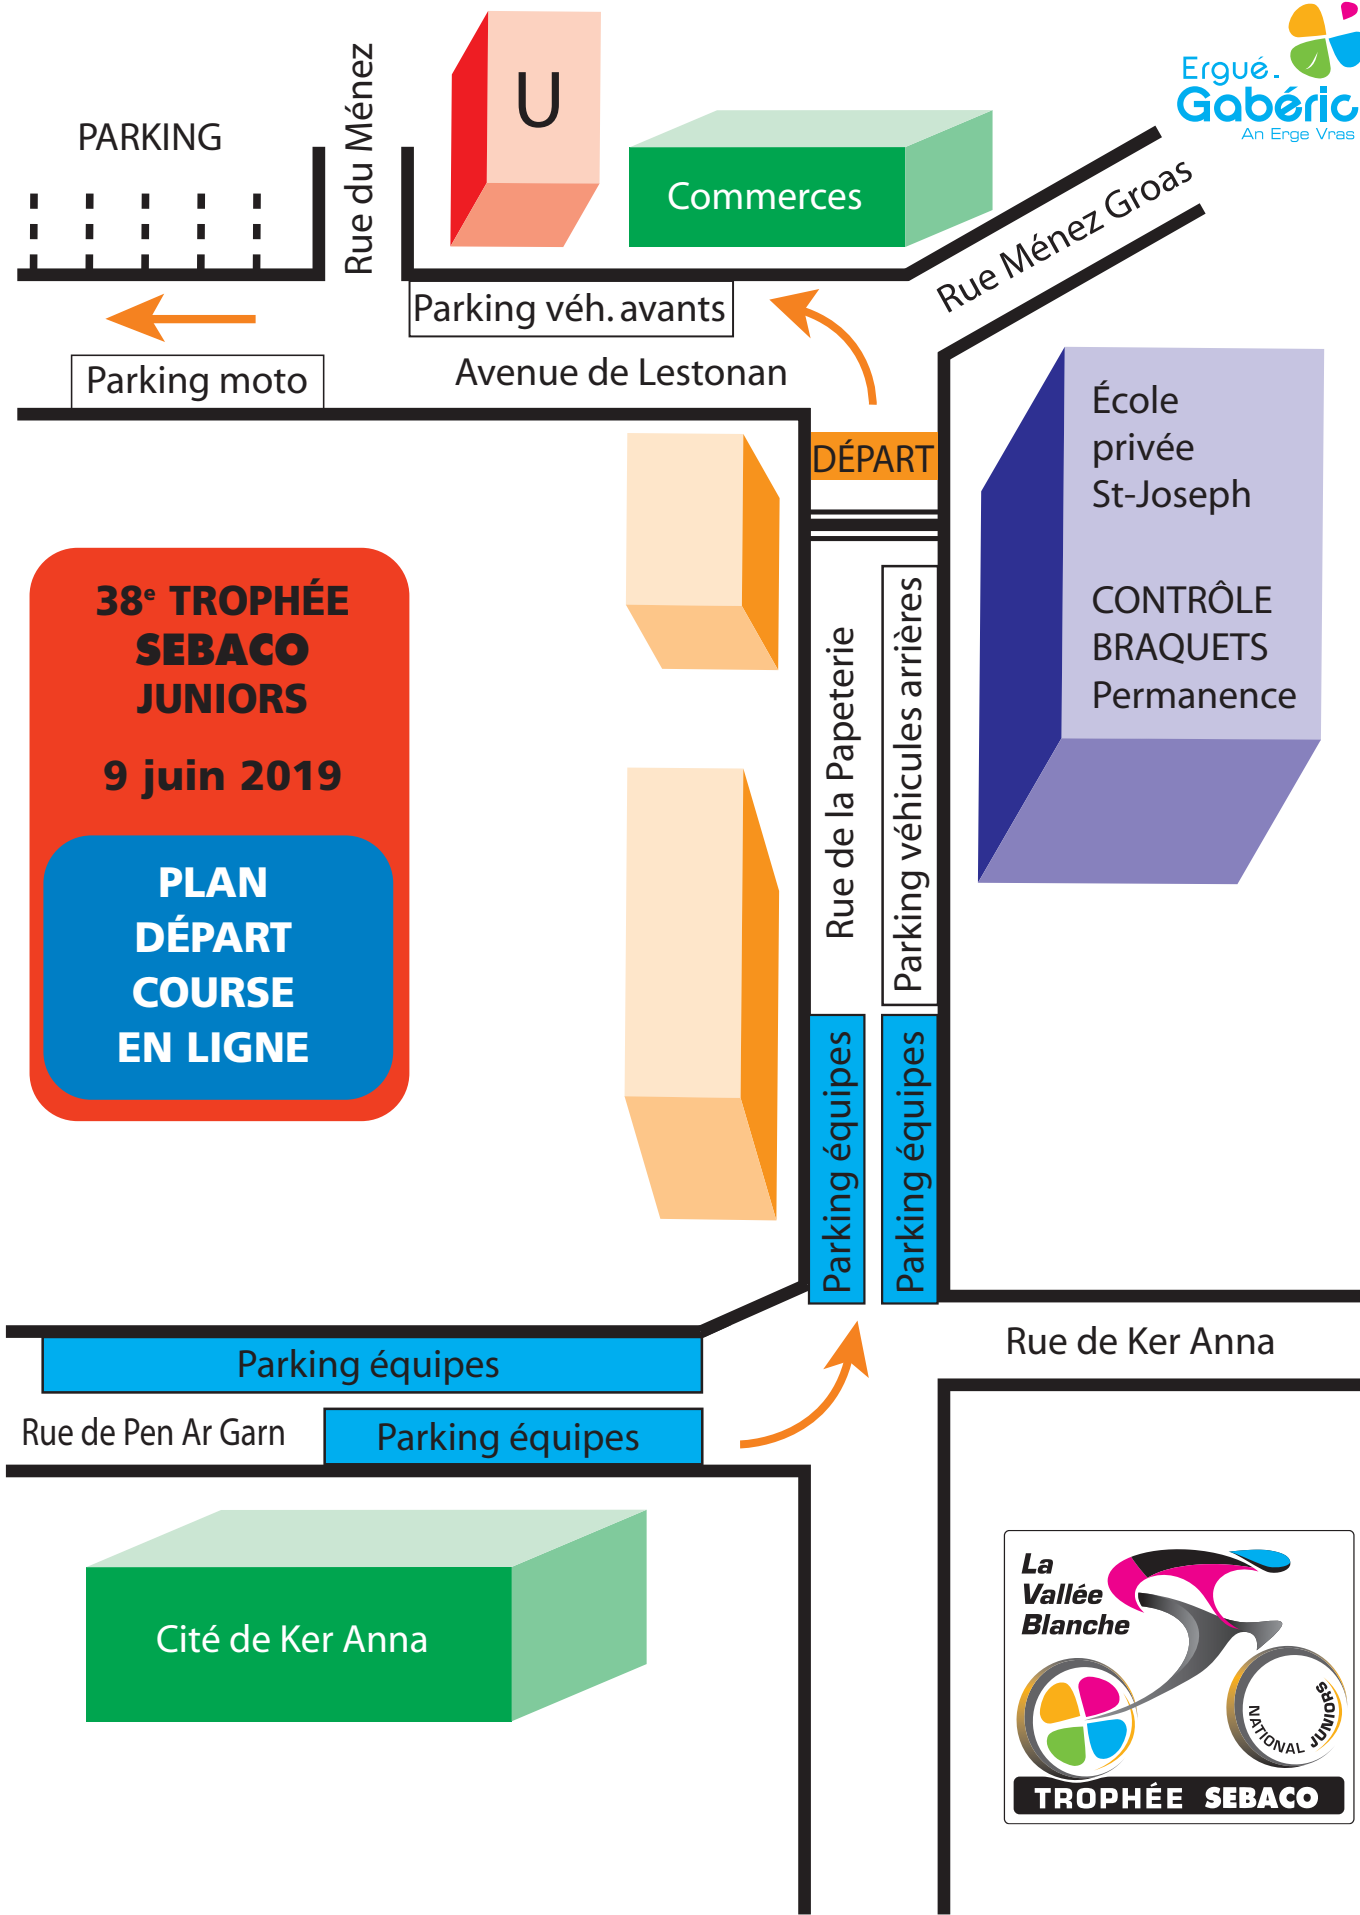 Ergué-
Gabéric
An Erge Vras
PARKING
Rue du Ménez
U
Commerces
Rue Ménez Groas
Parking véh. avants
Parking moto
Avenue de Lestonan
DÉPART
École
privée
St-Joseph
CONTRÔLE
BRAQUETS
Permanence
38e TROPHÉE
SEBACO
JUNIORS
9 juin 2019
PLAN
DÉPART
COURSE
EN LIGNE
Rue de la Papeterie
Parking véhicules arrières
Parking équipes
Parking équipes
Rue de Ker Anna
Parking équipes
Rue de Pen Ar Garn
Parking équipes
Cité de Ker Anna
La
Vallée
Blanche
NATIONAL JUNIORS
TROPHÉE SEBACO